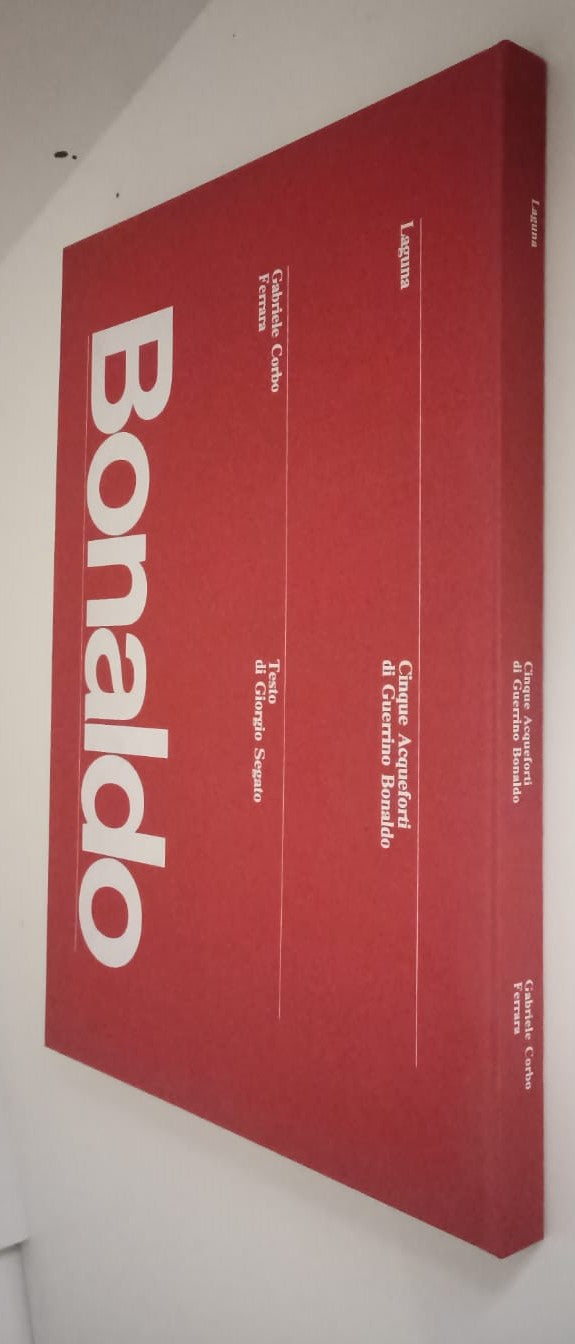 Laguna
Cinque Acqueforti
di Guerrino Bonaldo
Gabriele Corbo
Ferrara
Laguna
Cinque Acqueforti
di Guerrino Bonaldo
Gabriele Corbo
Ferrara
Testo
di Giorgio Segato
Bonaldo